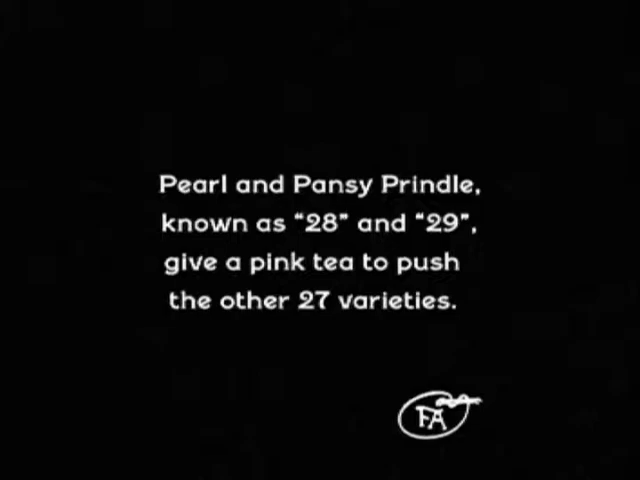 Pearl and Pansy Prindle,
known as “28” and “29”,
give a pink tea to push
the other 27 varieties.
FA